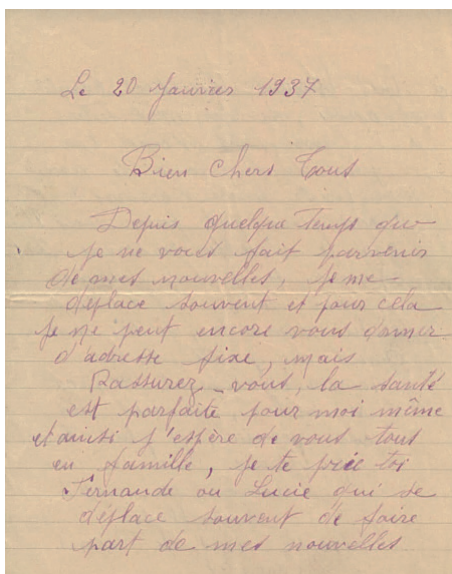 Le 20 Janvier 1937
Bien Chers Tous
Depuis quelque Temps que
je ne vous fait parvenir
de mes nouvelles, je me
déplace souvent et pour cela
je ne peut encore vous donner
d'adresse fixe, mais
Rassurez-vous, la santé
est parfaite pour moi même
et ainsi j'espère de vous tous
en famille, je te prie toi
Fernande ou Lucie qui se
déplace souvent de faire
part de mes nouvelles